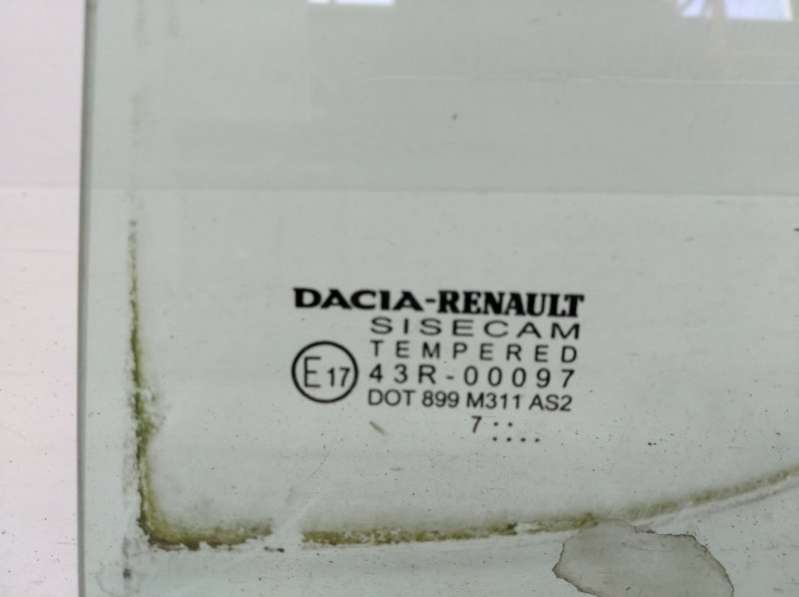 DACIA-RENAULT
SISECAM
TEMPERED
E17 43R-00097
DOT 899 M311 AS2
7 ::....